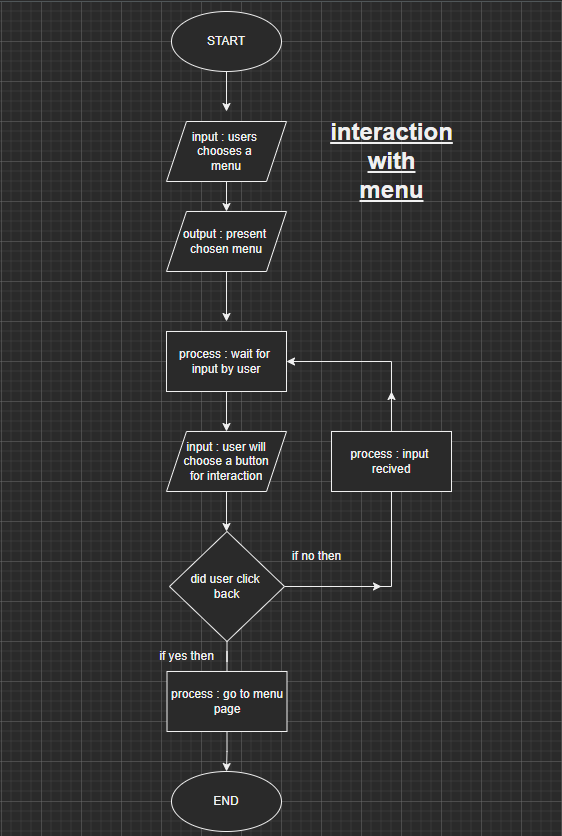 START
input : users
chooses a
menu
interaction
with
menu
output : present
chosen menu
process : wait for
input by user
input : user will
choose a button
for interaction
process : input
recived
if no then
did user click
back
if yes then
process : go to menu
page
END